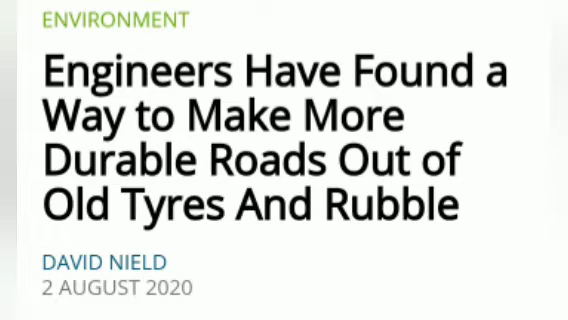 ENVIRONMENT
Engineers Have Found a
Way to Make More
Durable Roads Out of
Old Tyres And Rubble
DAVID NIELD
2 AUGUST 2020